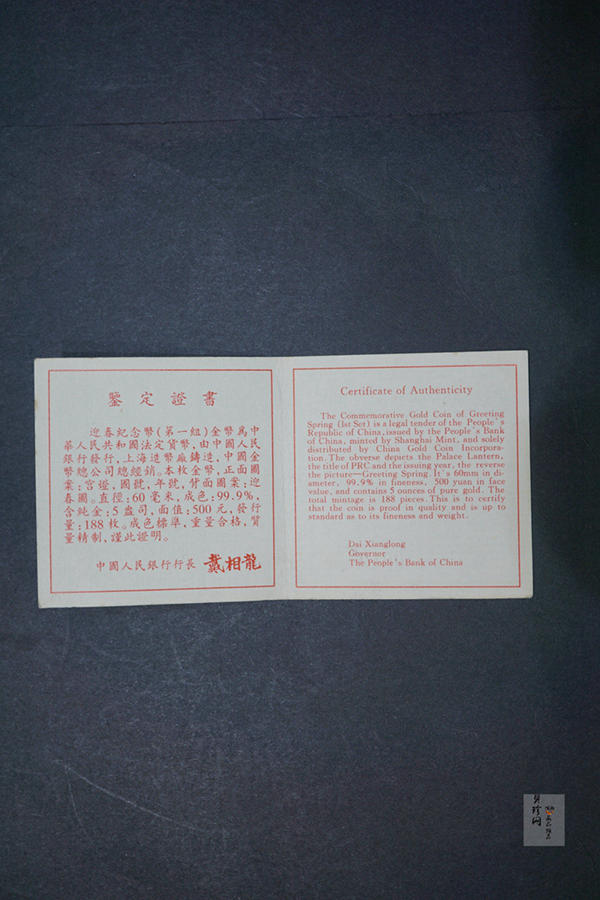 鑒定證書
迎春紀念幣(第一組)金幣爲中
華人民共和國法定貨幣,由中國人民
銀行發行,上海造幣廠鑄造,中國金
幣總公司總經銷。本枚金幣,正面圖
案:宫燈,國號,年號,背面圖案:迎
春圖。直徑:60毫米,成色:99.9%,
含純金:5盎司,面值:500元,發行
量:188枚。成色標準,重量合格,質
量精制,謹此證明。
中國人民銀行行長 戴相龍
Certificate of Authenticity
The Commemorative Gold Coin of Greeting
Spring (Ist Set) is a legal tender of the People's
Republic of China, issued by the People's Bank
of China, minted by Shanghai Mint, and solely
distributed by China Gold Coin Incorpora-
tion. The obverse depicts the Palace Lantern,
the title of PRC and the issuing year, the reverse
the picture—Greeting Spring. It's 60mm in di-
ameter, 99.9% in fineness, 500 yuan in face
value, and contains 5 ounces of pure gold. The
total mintage is 188 pieces. This is to certify
that the coin is proof in quality and is up to
standard as to its fineness and weight.
Dai Xianglong
Governor
The People's Bank of China